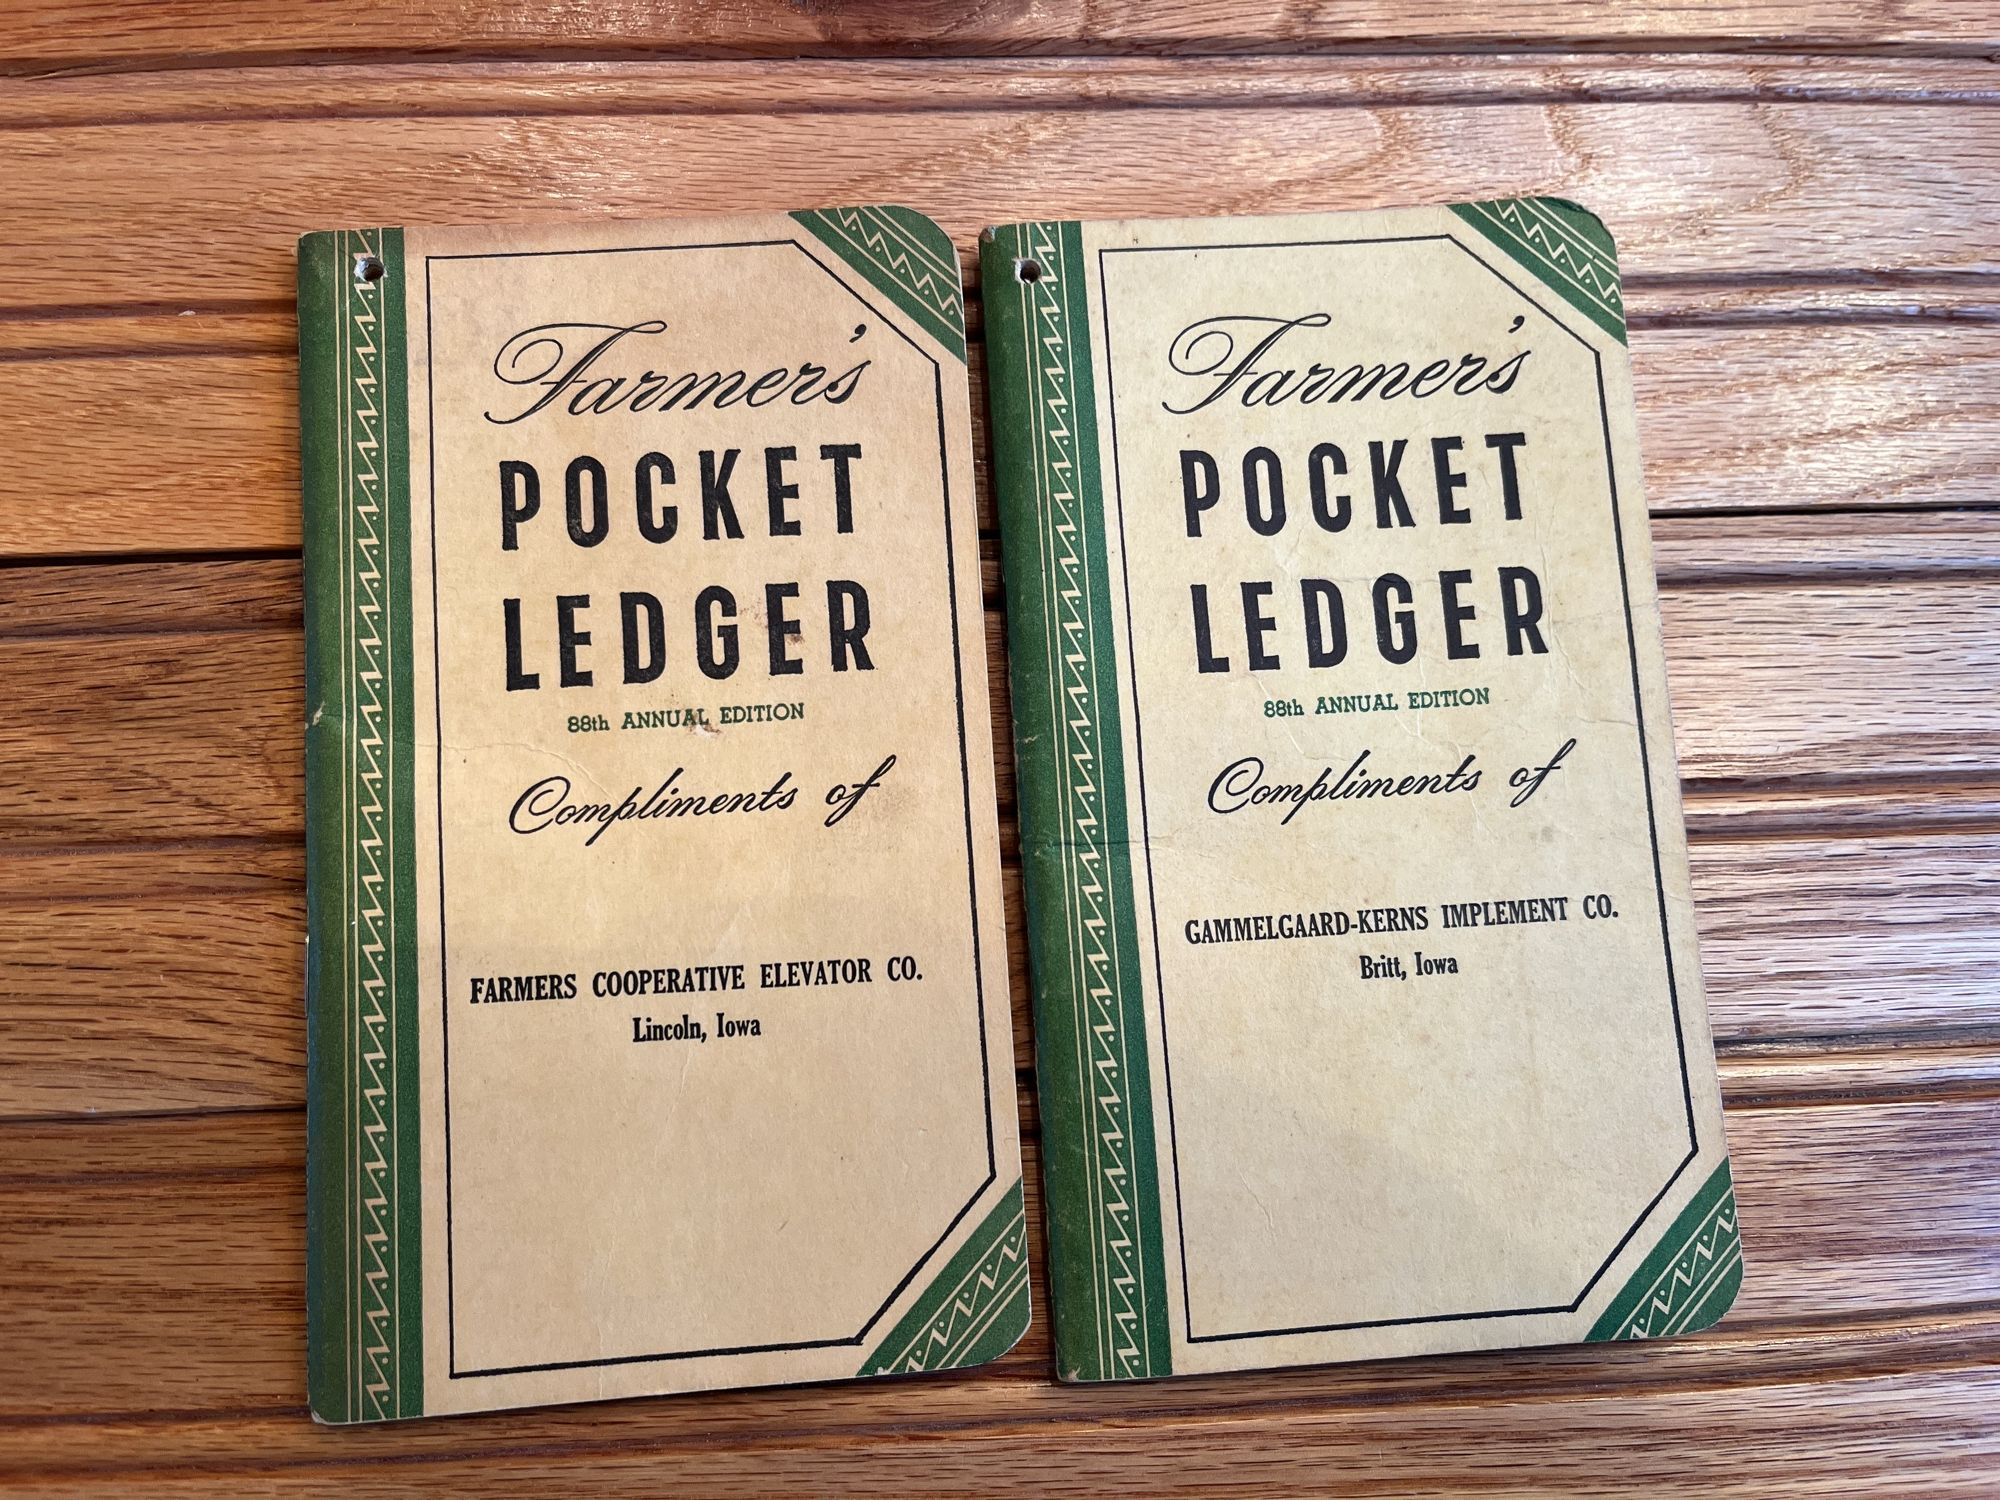 Farmer's
POCKET
LEDGER
88th ANNUAL EDITION
Compliments of
FARMERS COOPERATIVE ELEVATOR CO.
Lincoln, Iowa
Farmer's
POCKET
LEDGER
88th ANNUAL EDITION
Compliments of
GAMMELGAARD-KERNS IMPLEMENT CO.
Britt, Iowa